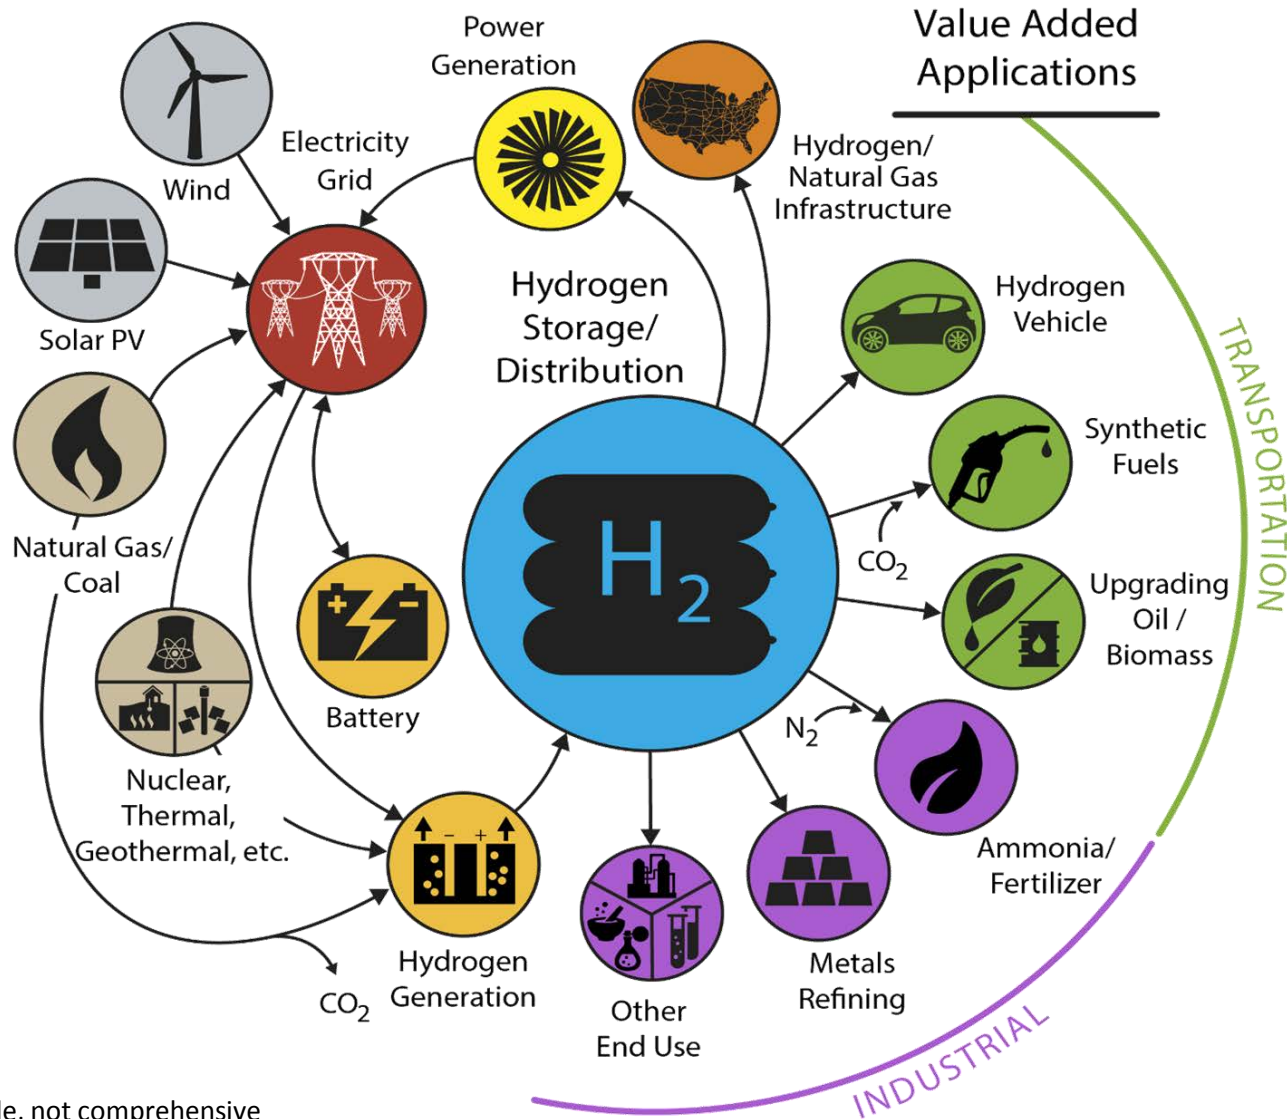 Value Added
Applications
Power
Generation
Electricity
Grid
Wind
Hydrogen/
Natural Gas
Infrastructure
Solar PV
Hydrogen
Storage/
Distribution
Hydrogen
Vehicle
TRANSPORTATION
Synthetic
Fuels
CO2
Natural Gas/
Coal
H2
Upgrading
Oil /
Biomass
+ -
Battery
N2
Nuclear,
Thermal,
Geothermal, etc.
- +
Ammonia/
Fertilizer
Hydrogen
Generation
CO2
Metals
Refining
Other
End Use
INDUSTRIAL
not comprehensive